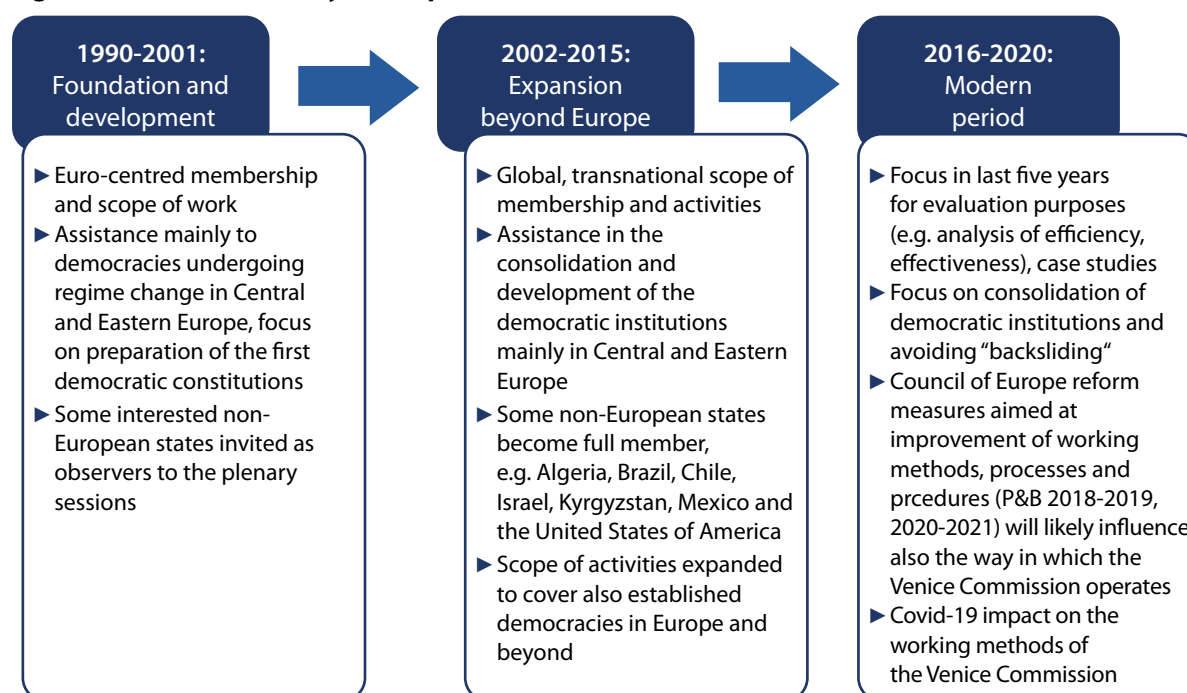 1990-2001:
Foundation and
development
► Euro-centred membership
and scope of work
► Assistance mainly to
democracies undergoing
regime change in Central
and Eastern Europe, focus
on preparation of the first
democratic constitutions
► Some interested non-
European states invited as
observers to the plenary
sessions
2002-2015:
Expansion
beyond Europe
► Global, transnational scope of
membership and activities
► Assistance in the
consolidation and
development of the
democratic institutions
mainly in Central and Eastern
Europe
► Some non-European states
become full member,
e.g. Algeria, Brazil, Chile,
Israel, Kyrgyzstan, Mexico and
the United States of America
► Scope of activities expanded
to cover also established
democracies in Europe and
beyond
2016-2020:
Modern
period
► Focus in last five years
for evaluation purposes
(e.g. analysis of efficiency,
effectiveness), case studies
► Focus on consolidation of
democratic institutions and
avoiding “backsliding“
► Council of Europe reform
measures aimed at
improvement of working
methods, processes and
prcedures (P&B 2018-2019,
2020-2021) will likely influence
also the way in which the
Venice Commission operates
► Covid-19 impact on the
working methods of
the Venice Commission